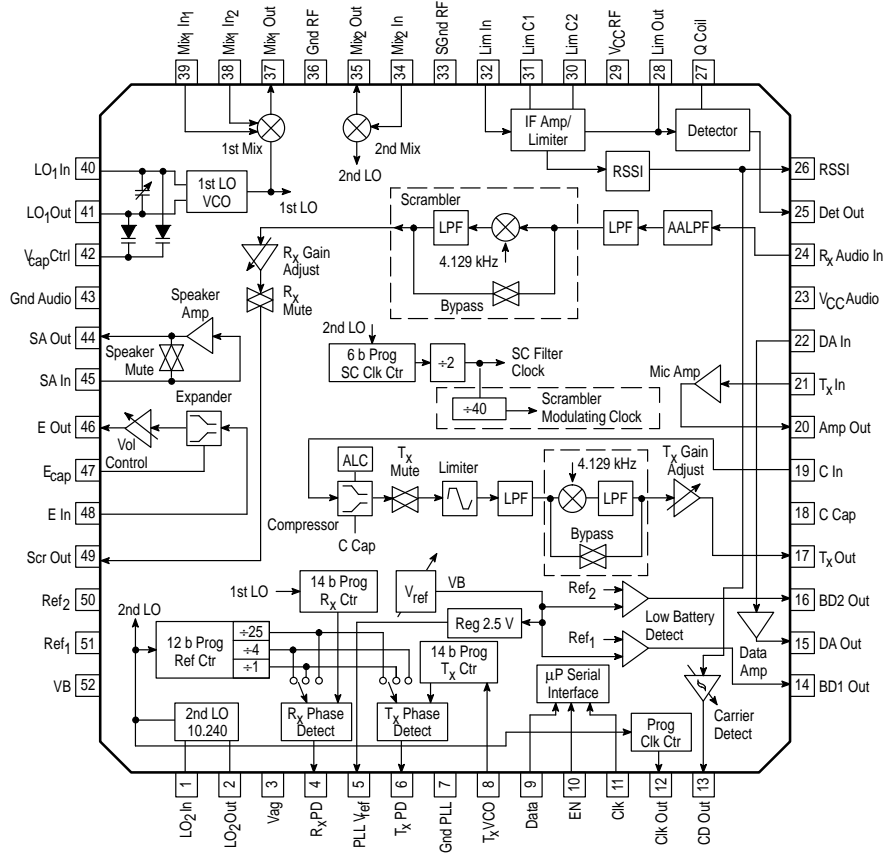 Mix1 In1
Mix1 In2
Mix1 Out
Gnd RF
Mix2 Out
Mix2 In
SGnd RF
Lim In
Lim C1
Lim C2
VCC RF
Lim Out
Q Coil
39
38
37
36
35
34
33
32
31
30
29
28
27
1st Mix
2nd Mix
2nd LO
IF Amp/
Limiter
Detector
RSSI
LO1 In
40
LO1 Out
41
Vcap Ctrl
42
Gnd Audio
43
SA Out
44
SA In
45
E Out
46
Ecap
47
E In
48
Scr Out
49
Ref2
50
Ref1
51
VB
52
26
RSSI
25
Det Out
24
Rx Audio In
23
VCC Audio
22
DA In
21
Tx In
20
Amp Out
19
C In
18
C Cap
17
Tx Out
16
BD2 Out
15
DA Out
14
BD1 Out
1st LO
VCO
1st LO
Scrambler
LPF
4.129 kHz
Bypass
LPF
AALPF
Rx Gain
Adjust
Rx Mute
Speaker
Amp
Speaker
Mute
Expander
Vol
Control
2nd LO
6 b Prog
SC Clk Ctr
÷2
SC Filter
Clock
÷40
Scrambler
Modulating Clock
Mic Amp
ALC
Tx
Mute
Limiter
Compressor
C Cap
LPF
4.129 kHz
LPF
Bypass
Tx Gain
Adjust
1st LO
14 b Prog
Rx Ctr
Vref
VB
Reg 2.5 V
Ref2
Ref1
Low Battery
Detect
Data
Amp
2nd LO
12 b Prog
Ref Ctr
÷25
÷4
÷1
14 b Prog
Tx Ctr
µP Serial
Interface
2nd LO
10.240
Rx Phase
Detect
Tx Phase
Detect
Prog
Clk Ctr
Carrier
Detect
1
2
3
4
5
6
7
8
9
10
11
12
13
LO2 In
LO2 Out
Vag
Rx PD
PLL Vref
Tx PD
Gnd PLL
Tx VCO
Data
EN
Clk
Clk Out
CD Out